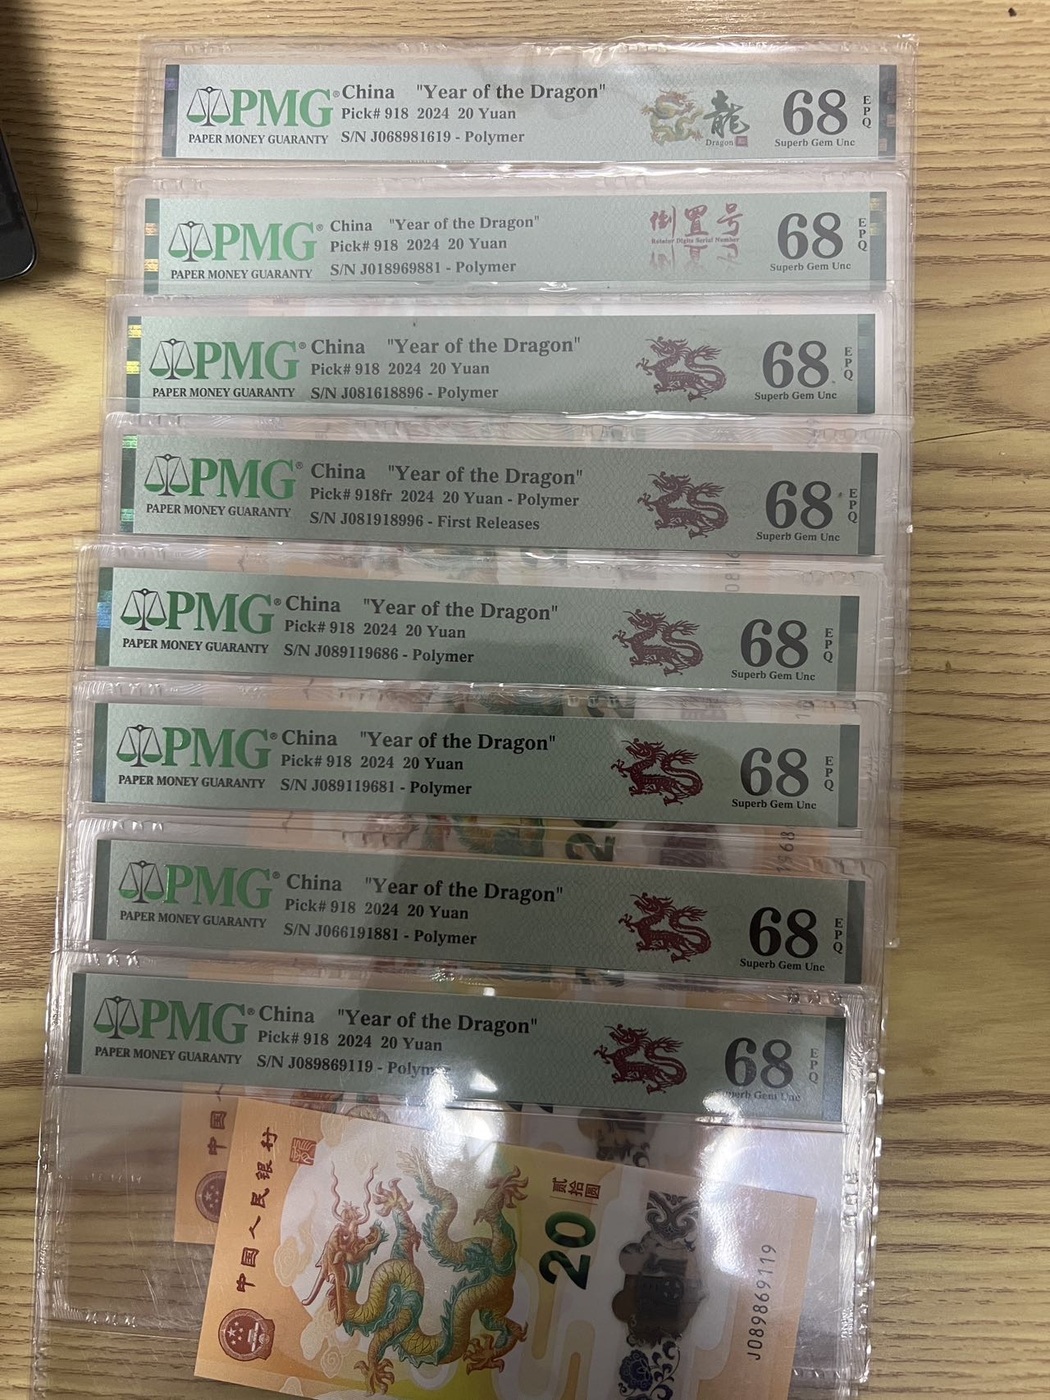 PMG
PAPER MONEY GUARANTY
China "Year of the Dragon"
Pick# 918 2024 20 Yuan
S/N J068981619 - Polymer
龍
Dragon
68
EPQ
Superb Gem Unc
PMG
PAPER MONEY GUARANTY
China "Year of the Dragon"
Pick# 918 2024 20 Yuan
S/N J018969881 - Polymer
倒置号
68
EPQ
Superb Gem Unc
PMG
PAPER MONEY GUARANTY
China "Year of the Dragon"
Pick# 918 2024 20 Yuan
S/N J081618896 - Polymer
68
EPQ
Superb Gem Unc
PMG
PAPER MONEY GUARANTY
China "Year of the Dragon"
Pick# 918fr 2024 20 Yuan - Polymer
S/N J081918996 - First Releases
68
EPQ
Superb Gem Unc
PMG
PAPER MONEY GUARANTY
China "Year of the Dragon"
Pick# 918 2024 20 Yuan
S/N J089119686 - Polymer
68
EPQ
Superb Gem Unc
PMG
PAPER MONEY GUARANTY
China "Year of the Dragon"
Pick# 918 2024 20 Yuan
S/N J089119681 - Polymer
68
EPQ
Superb Gem Unc
PMG
PAPER MONEY GUARANTY
China "Year of the Dragon"
Pick# 918 2024 20 Yuan
S/N J066191881 - Polymer
68
EPQ
Superb Gem Unc
PMG
PAPER MONEY GUARANTY
China "Year of the Dragon"
Pick# 918 2024 20 Yuan
S/N J089869119 - Polymer
68
EPQ
Superb Gem Unc
中国
中国人民银行
贰拾圆
20
J089869119